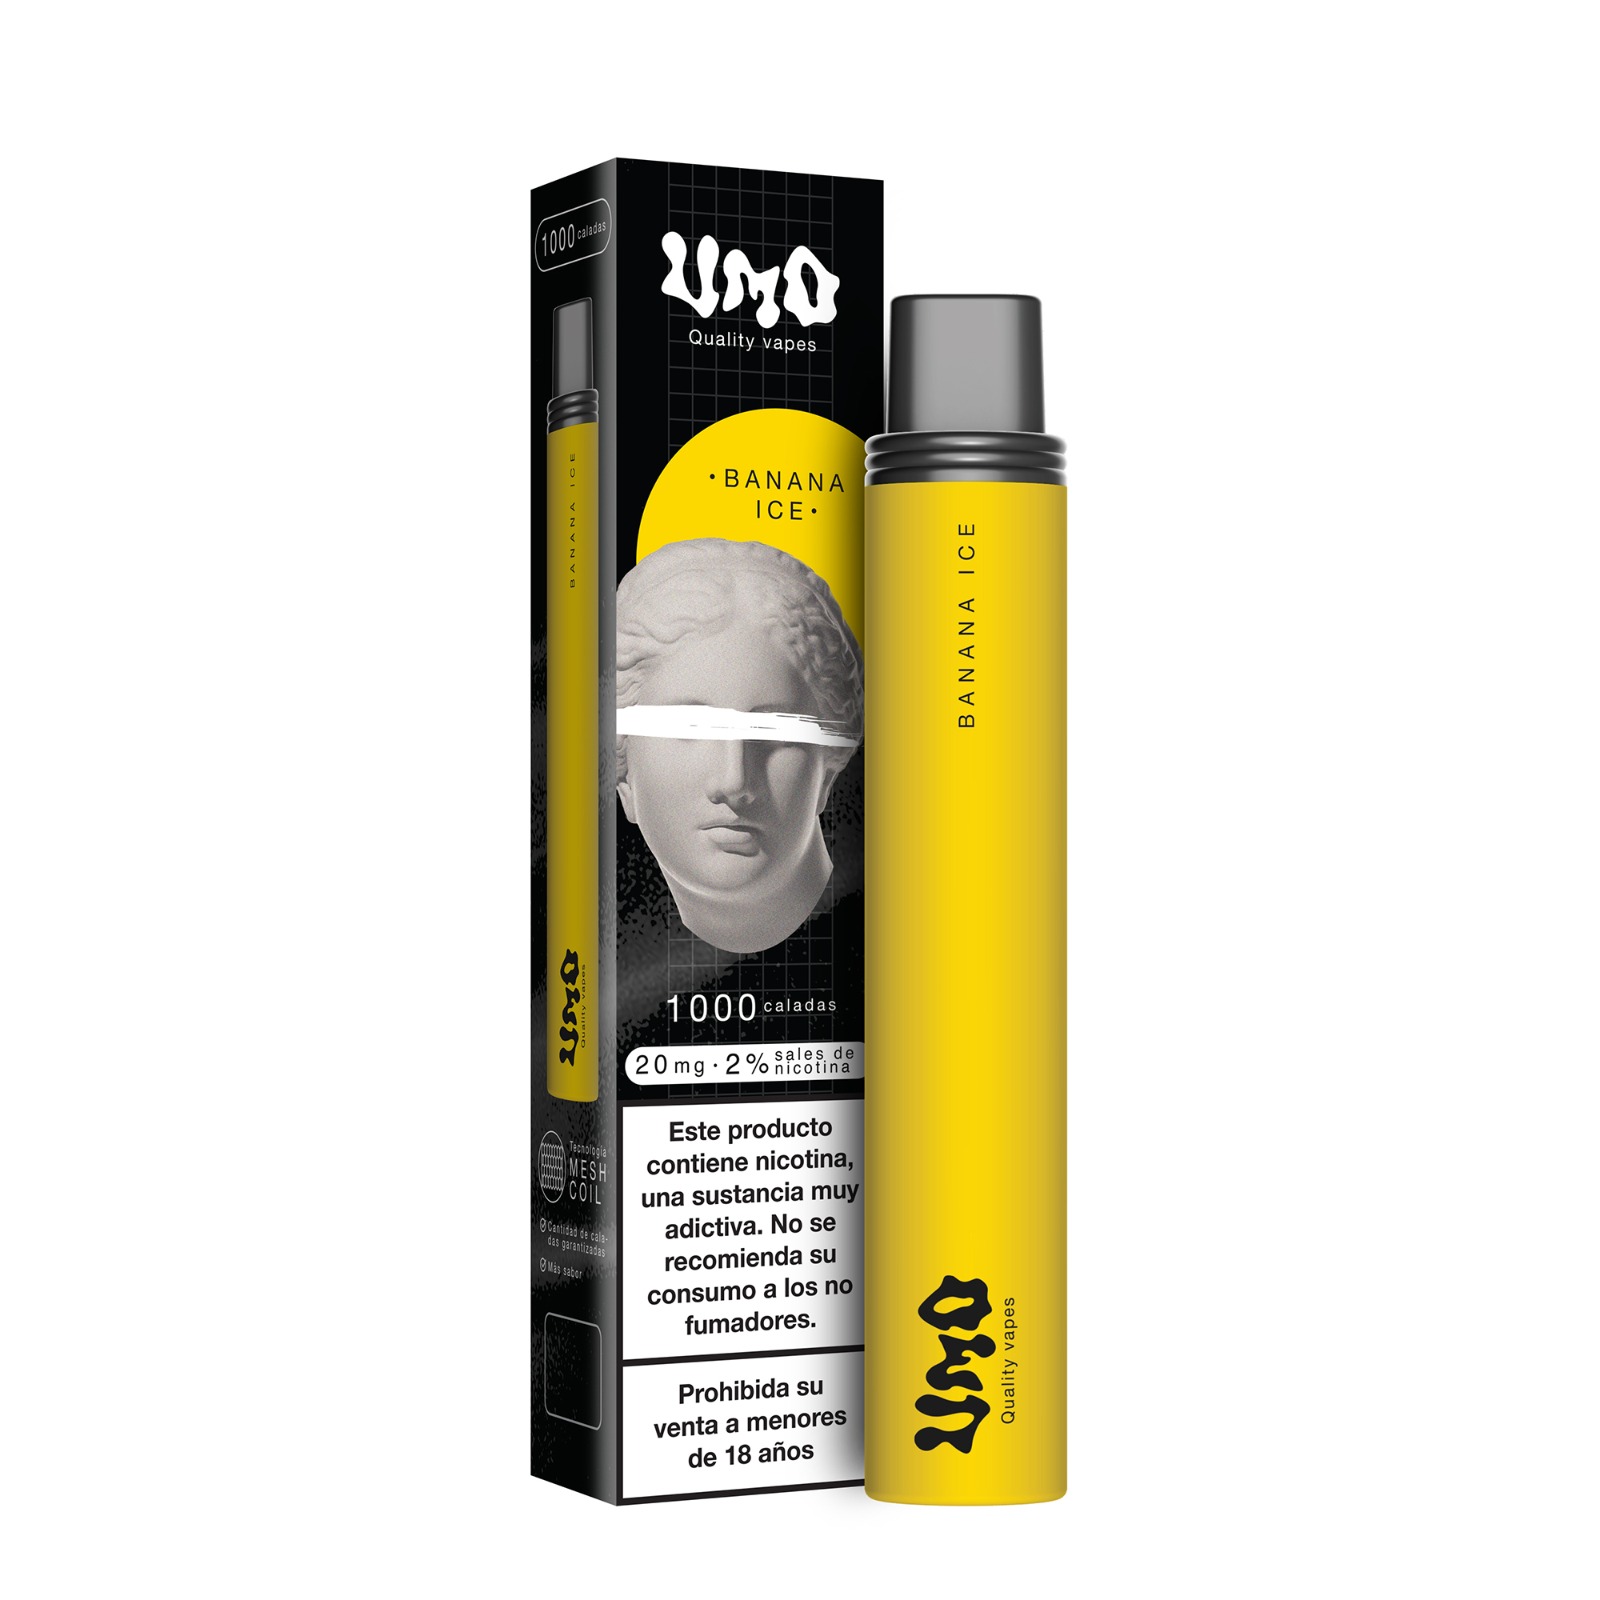 1000 caladas
BANANA ICE
UMO
Quality vapes
Tecnología
MESH
COIL
Cantidad de cala-
das garantizadas
Más sabor
UMO
Quality vapes
•BANANA
ICE•
1000 caladas
20mg·2% sales de
nicotina
Este producto
contiene nicotina,
una sustancia muy
adictiva. No se
recomienda su
consumo a los no
fumadores.
Prohibida su
venta a menores
de 18 años
BANANA ICE
UMO
Quality vapes